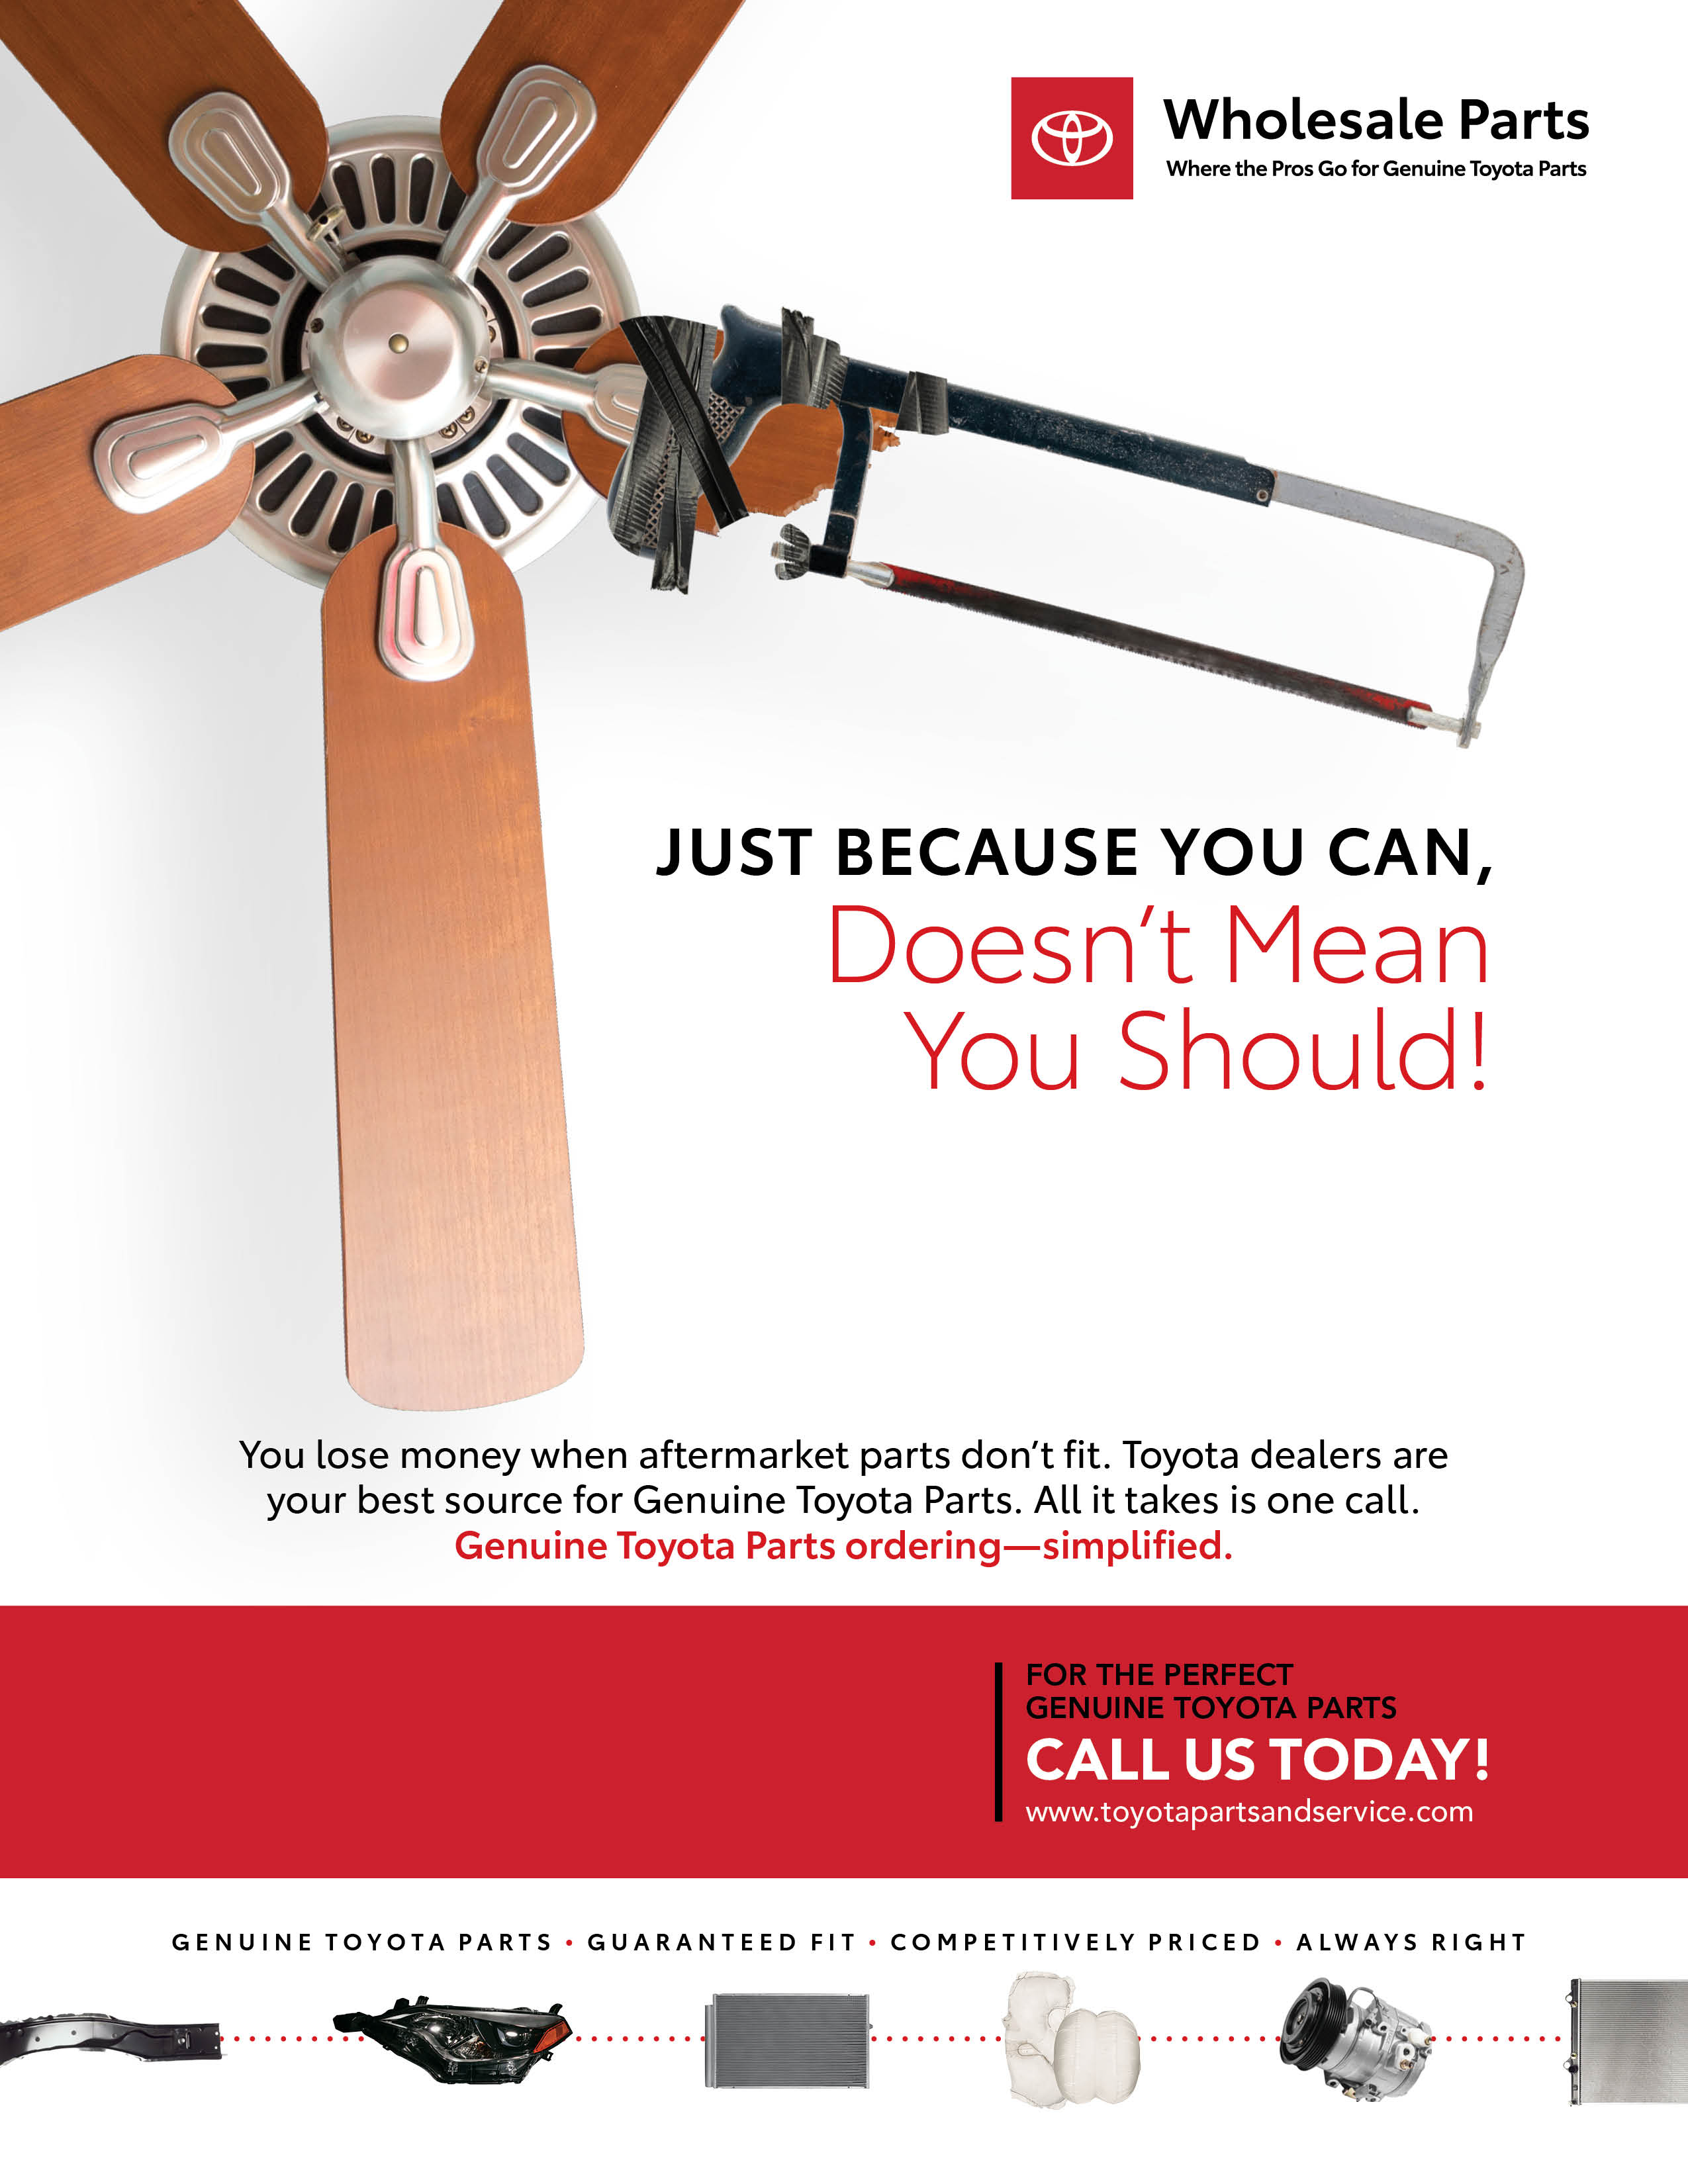 Wholesale Parts
Where the Pros Go for Genuine Toyota Parts
JUST BECAUSE YOU CAN,
Doesn't Mean
You Should!
You lose money when aftermarket parts don't fit. Toyota dealers are
your best source for Genuine Toyota Parts. All it takes is one call.
Genuine Toyota Parts ordering—simplified.
FOR THE PERFECT
GENUINE TOYOTA PARTS
CALL US TODAY!
www.toyotapartsandservice.com
GENUINE TOYOTA PARTS • GUARANTEED FIT • COMPETITIVELY PRICED • ALWAYS RIGHT